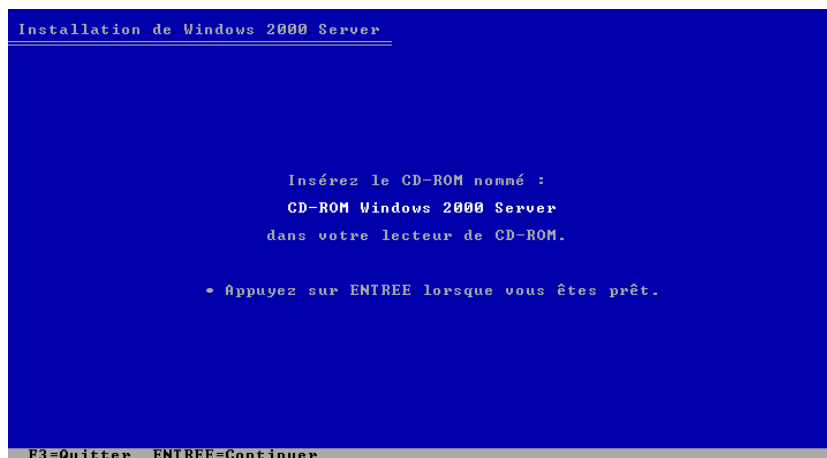 Installation de Windows 2000 Server
Insérez le CD-ROM nommé :
CD-ROM Windows 2000 Server
dans votre lecteur de CD-ROM.
• Appuyez sur ENTREE lorsque vous êtes prêt.
F3=Quitter ENTREE=Continuer